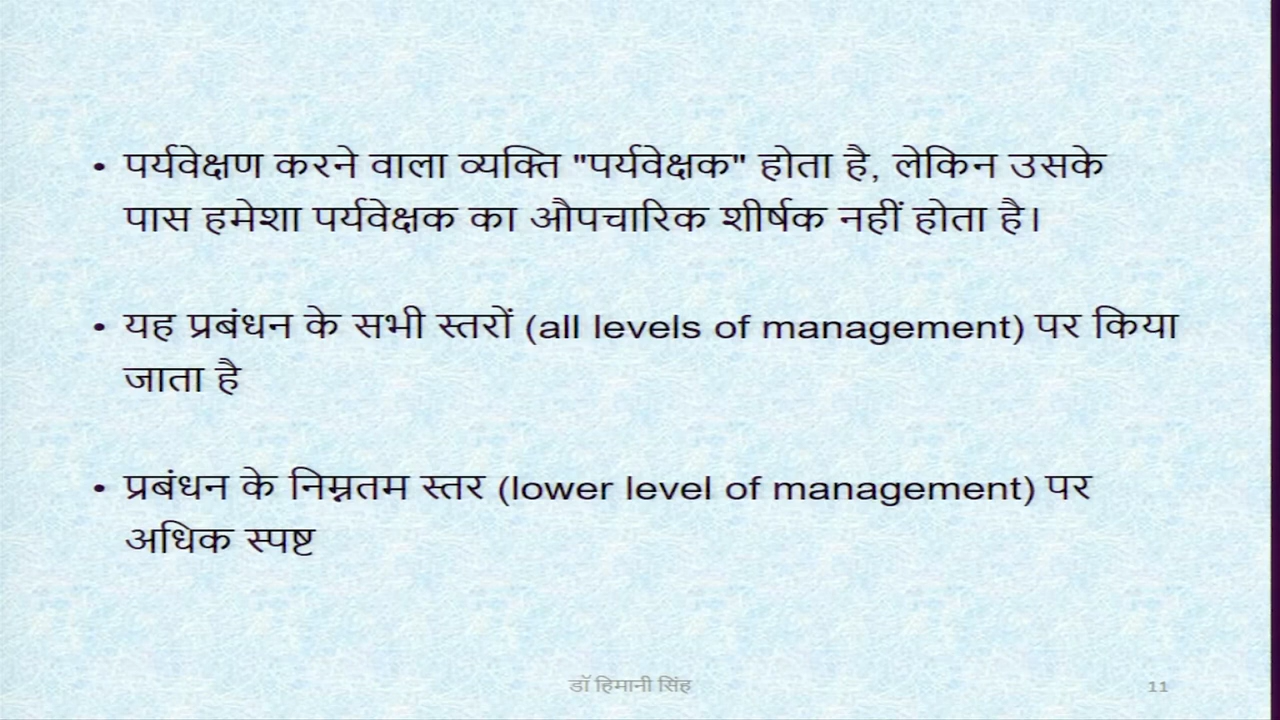 • पर्यवेक्षण करने वाला व्यक्ति "पर्यवेक्षक" होता है, लेकिन उसके
पास हमेशा पर्यवेक्षक का औपचारिक शीर्षक नहीं होता है।
• यह प्रबंधन के सभी स्तरों (all levels of management) पर किया
जाता है
• प्रबंधन के निम्नतम स्तर (lower level of management) पर
अधिक स्पष्ट
डॉ हिमानी सिंह
11